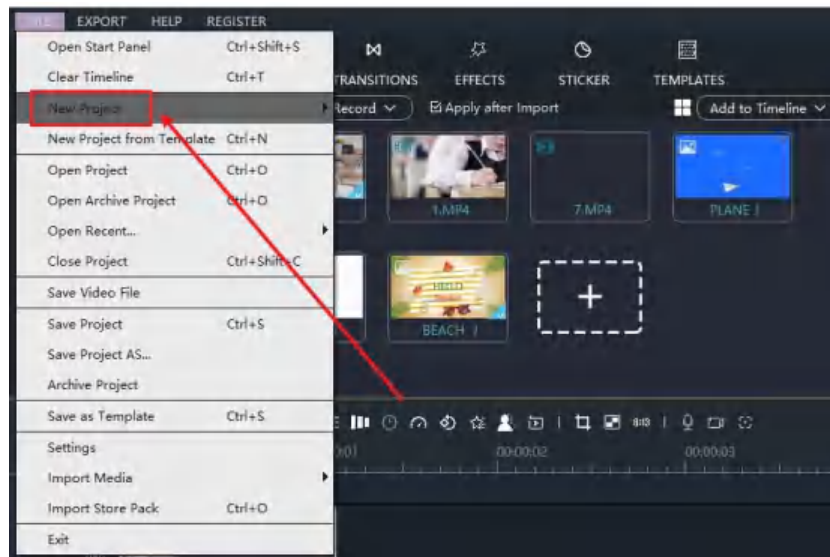 FILE EXPORT HELP REGISTER
Open Start Panel Ctrl+Shift+S
Clear Timeline Ctrl+T
New Project
New Project from Template Ctrl+N
Open Project Ctrl+O
Open Archive Project Ctrl+O
Open Recent...
Close Project Ctrl+Shift+C
Save Video File
Save Project Ctrl+S
Save Project AS...
Archive Project
Save as Template Ctrl+S
Settings
Import Media
Import Store Pack Ctrl+O
Exit
TRANSITIONS EFFECTS STICKER TEMPLATES
Record Apply after Import Add to Timeline
1.MP4 7.MP4 PLANE
HELLO
BEACH
00:00:02 00:00:03